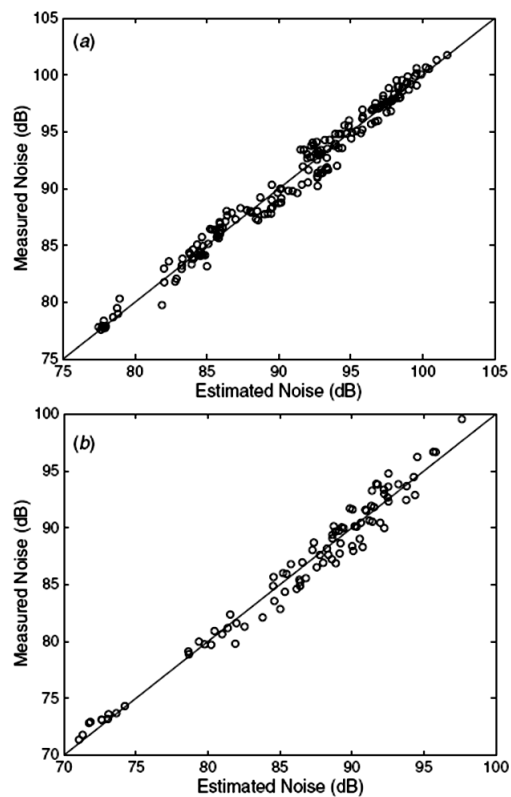 105
(a)
100
95
90
85
80
75
Measured Noise (dB)
75 80 85 90 95 100 105
Estimated Noise (dB)
100
(b)
95
90
85
80
75
70
Measured Noise (dB)
70 75 80 85 90 95 100
Estimated Noise (dB)